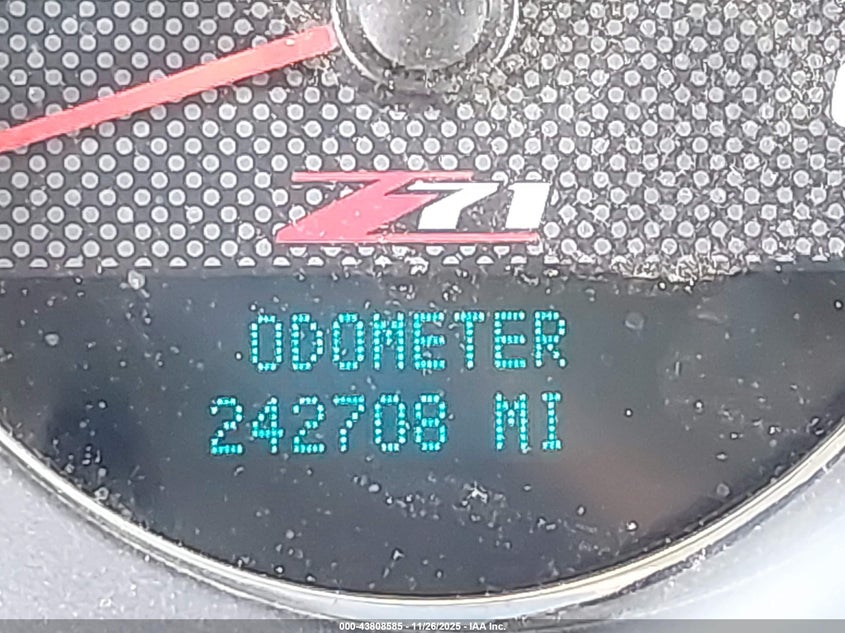 Z71
ODOMETER
242708 MI
000-43808585 - 11/26/2025 - IAA Inc.